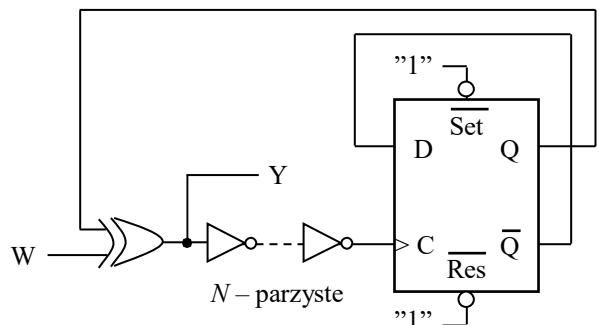 ”1”
Set
D
Q
Y
W
C
Q
Res
N – parzyste
”1”